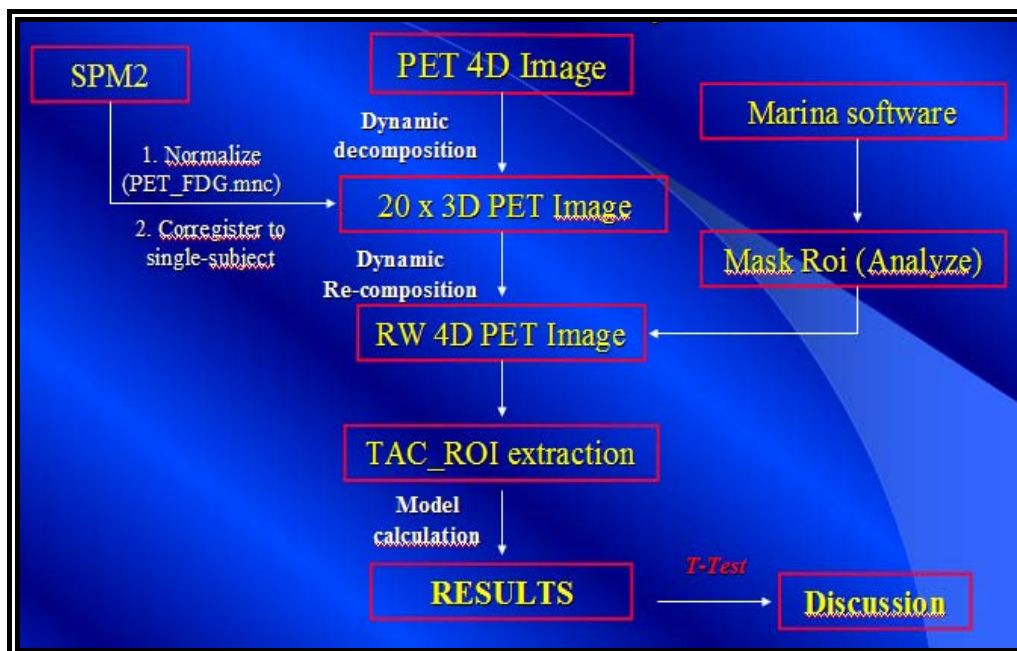 SPM2
PET 4D Image
Marina software
Dynamic
decomposition
1. Normalize
(PET_FDG.mnc)
2. Corregister to
single-subject
20 x 3D PET Image
Mask Roi (Analyze)
Dynamic
Re-composition
RW 4D PET Image
TAC_ROI extraction
Model
calculation
RESULTS
T-Test
Discussion